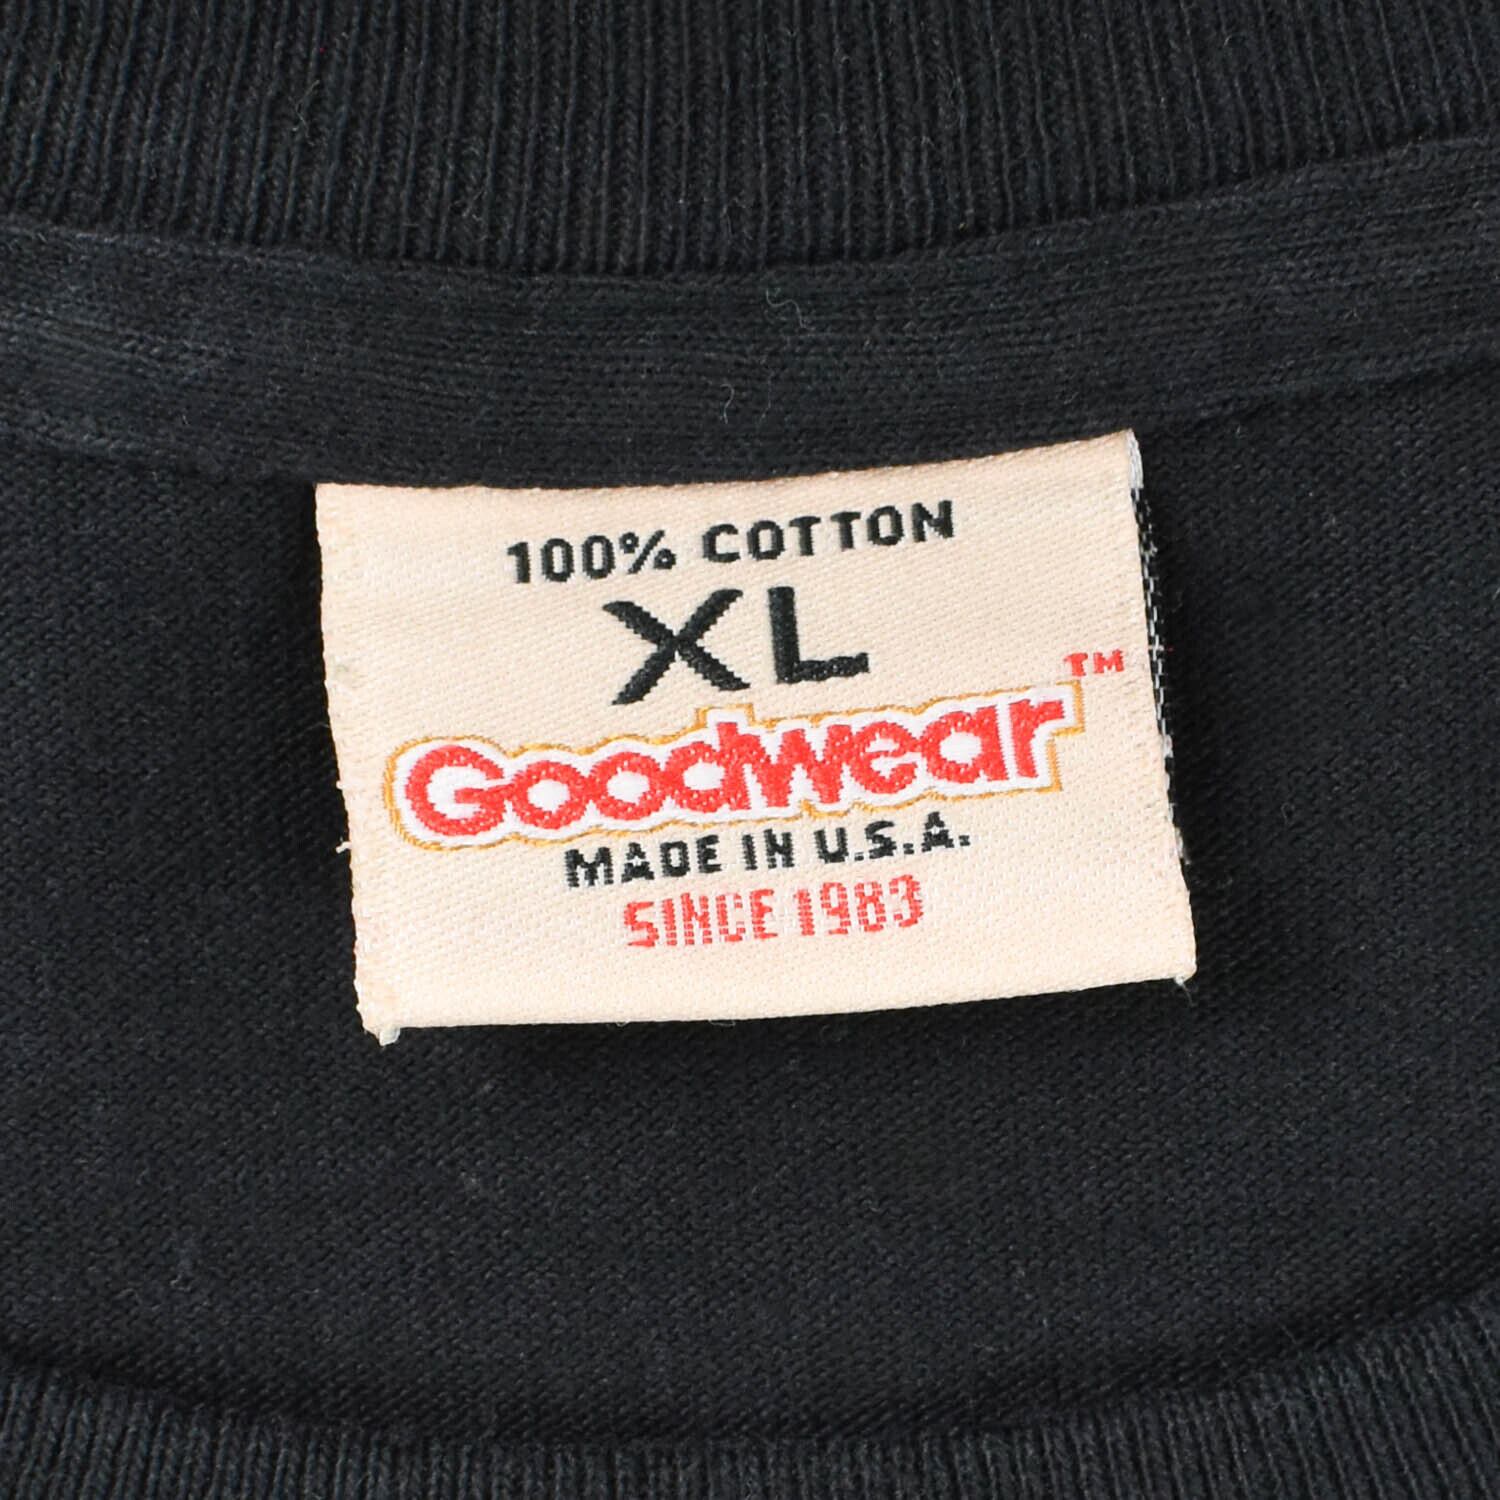 100% COTTON
XL
Goodwear™
MADE IN U.S.A.
SINCE 1983